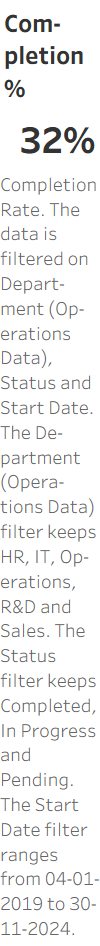 Com-
pletion
%
32%
Completion
Rate. The
data is
filtered on
Depart-
ment (Op-
erations
Data),
Status and
Start Date.
The De-
partment
(Opera-
tions Data)
filter keeps
HR, IT, Op-
erations,
R&D and
Sales. The
Status
filter keeps
Completed,
In Progress
and
Pending.
The Start
Date filter
ranges
from 04-01-
2019 to 30-
11-2024.